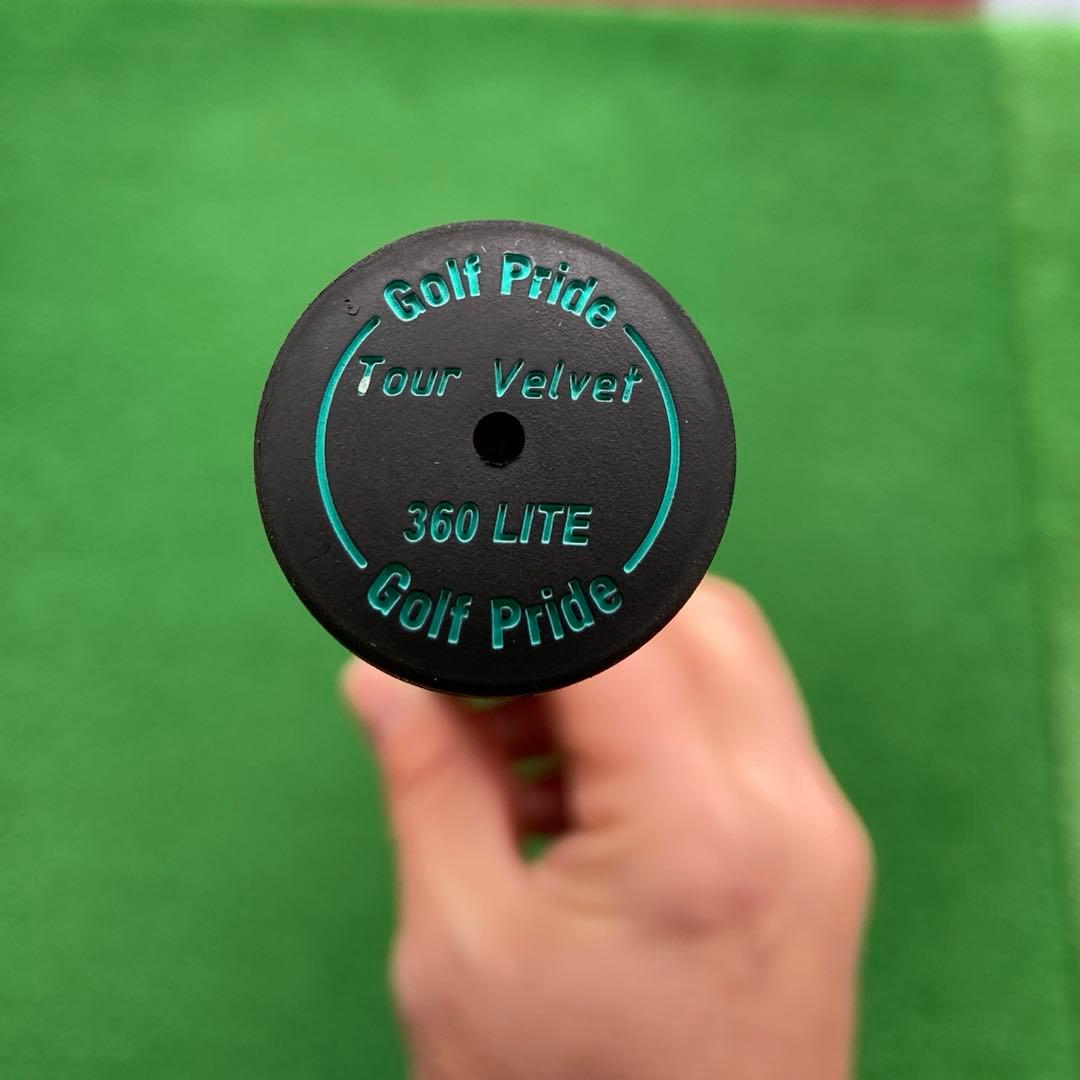 Golf Pride
Tour Velvet
360 LITE
Golf Pride